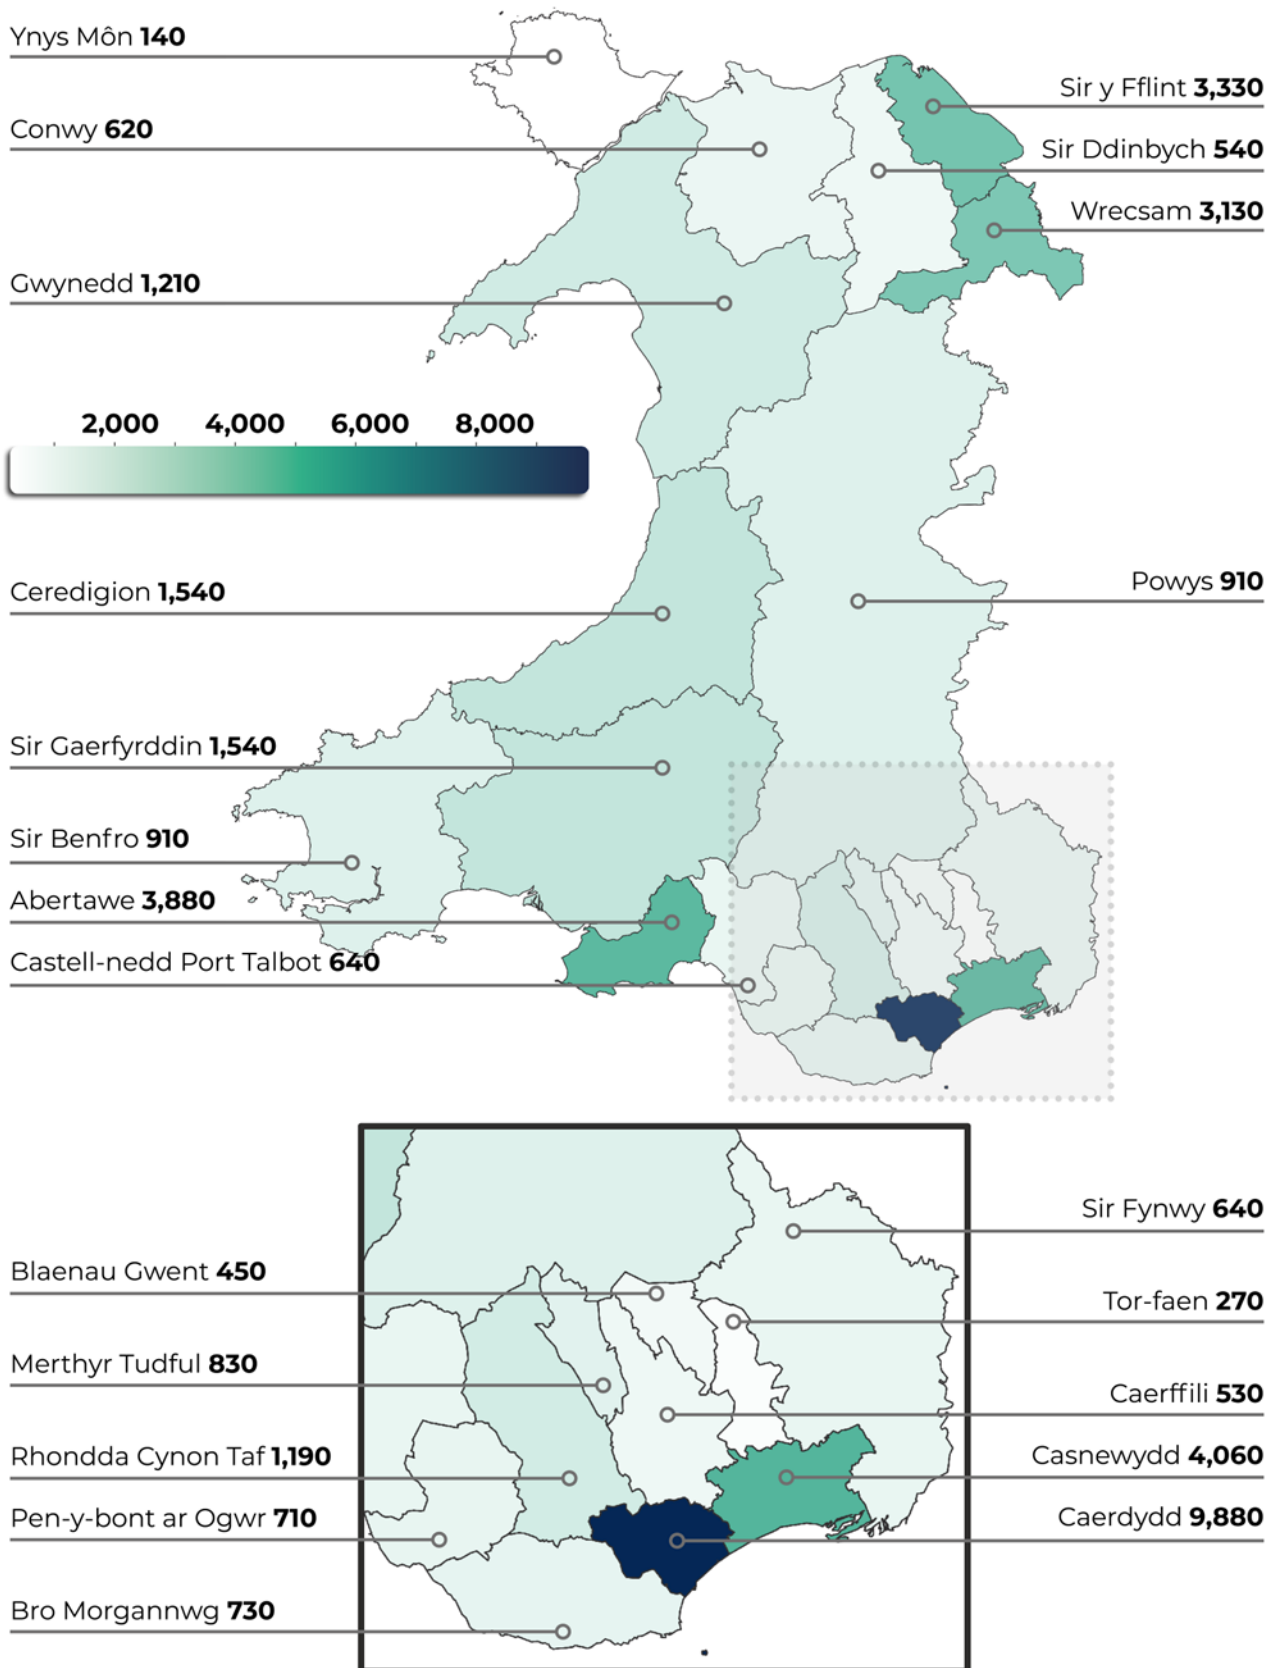 Ynys Môn 140
Sir y Fflint 3,330
Conwy 620
Sir Ddinbych 540
Wrecsam 3,130
Gwynedd 1,210
2,000 4,000 6,000 8,000
Ceredigion 1,540
Powys 910
Sir Gaerfyrddin 1,540
Sir Benfro 910
Abertawe 3,880
Castell-nedd Port Talbot 640
Sir Fynwy 640
Blaenau Gwent 450
Tor-faen 270
Merthyr Tudful 830
Caerffili 530
Rhondda Cynon Taf 1,190
Casnewydd 4,060
Pen-y-bont ar Ogwr 710
Caerdydd 9,880
Bro Morgannwg 730